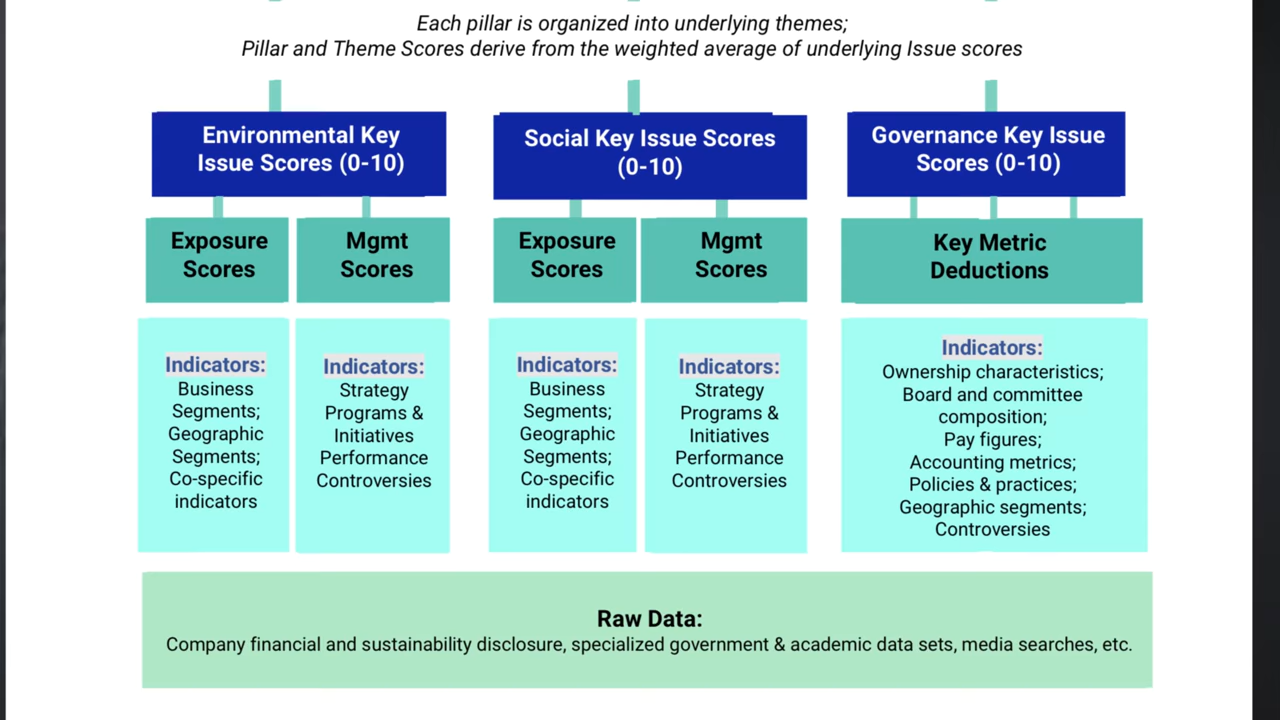 Each pillar is organized into underlying themes;
Pillar and Theme Scores derive from the weighted average of underlying Issue scores
Environmental Key
Issue Scores (0-10)
Exposure
Scores
Mgmt
Scores
Indicators:
Business
Segments;
Geographic
Segments;
Co-specific
indicators
Indicators:
Strategy
Programs &
Initiatives
Performance
Controversies
Social Key Issue Scores
(0-10)
Exposure
Scores
Mgmt
Scores
Indicators:
Business
Segments;
Geographic
Segments;
Co-specific
indicators
Indicators:
Strategy
Programs &
Initiatives
Performance
Controversies
Governance Key Issue
Scores (0-10)
Key Metric
Deductions
Indicators:
Ownership characteristics;
Board and committee
composition;
Pay figures;
Accounting metrics;
Policies & practices;
Geographic segments;
Controversies
Raw Data:
Company financial and sustainability disclosure, specialized government & academic data sets, media searches, etc.